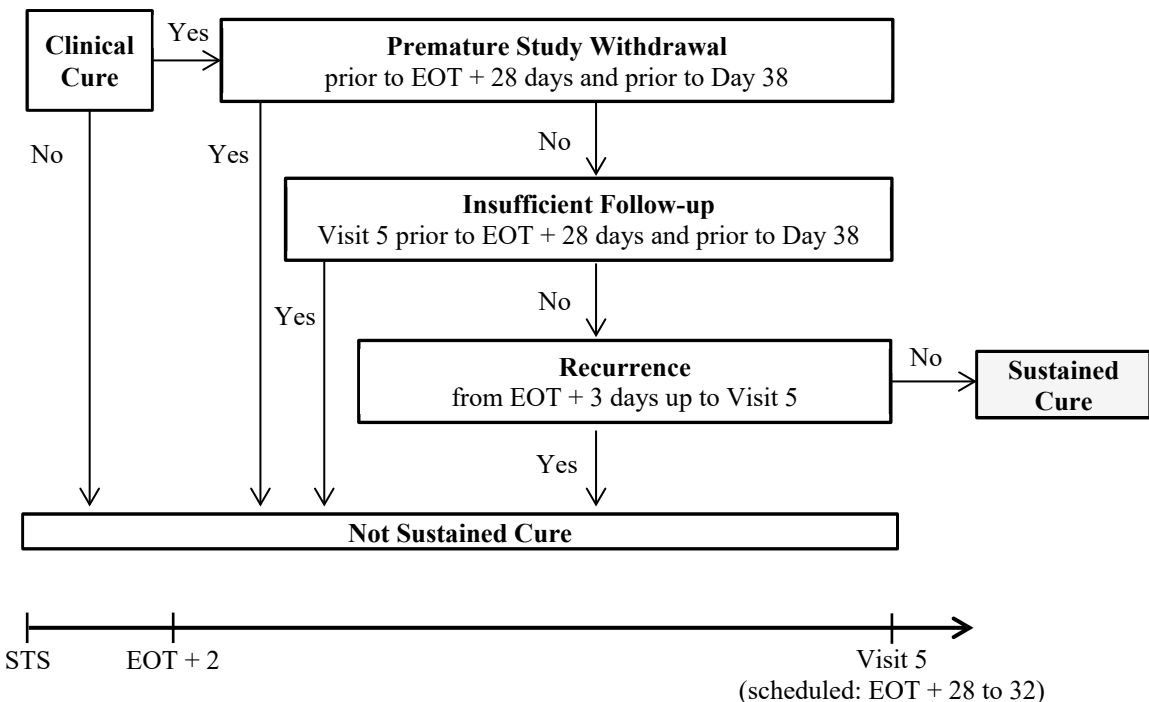 Clinical
Cure
Yes
Premature Study Withdrawal
prior to EOT + 28 days and prior to Day 38
No
Yes
No
Insufficient Follow-up
Visit 5 prior to EOT + 28 days and prior to Day 38
Yes
No
Recurrence
from EOT + 3 days up to Visit 5
No
Sustained
Cure
Yes
Not Sustained Cure
STS
EOT + 2
Visit 5
(scheduled: EOT + 28 to 32)